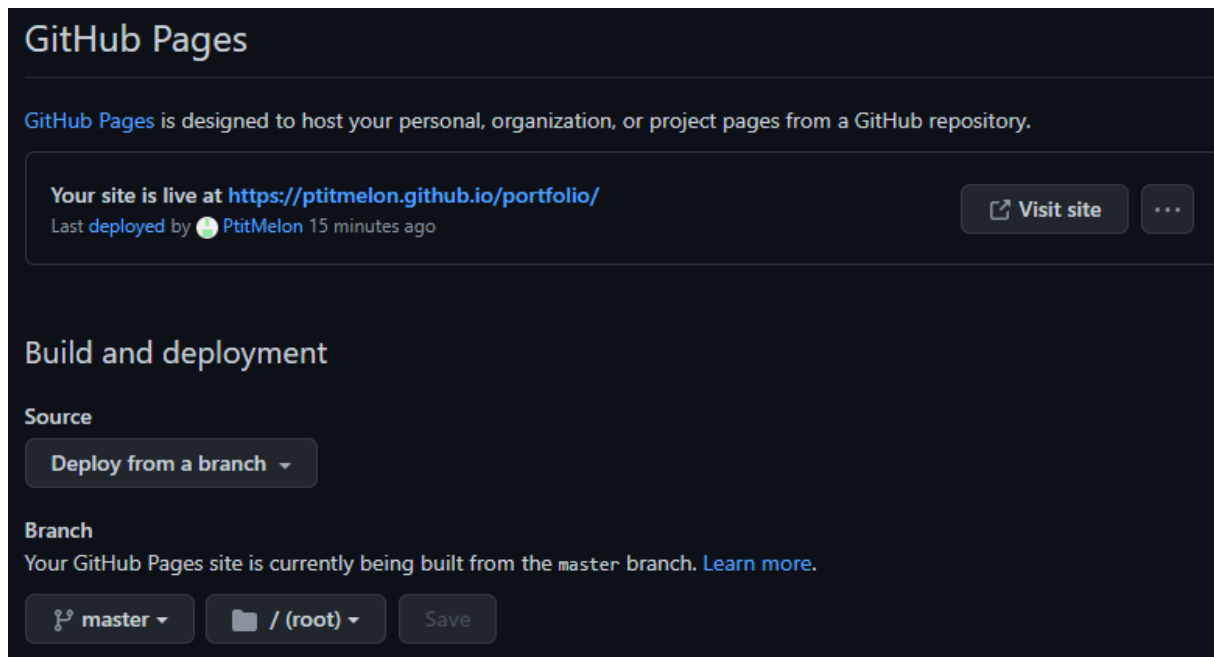 GitHub Pages
GitHub Pages is designed to host your personal, organization, or project pages from a GitHub repository.
Your site is live at https://ptitmelon.github.io/portfolio/
Last deployed by PtitMelon 15 minutes ago
Visit site
Build and deployment
Source
Deploy from a branch
Branch
Your GitHub Pages site is currently being built from the master branch. Learn more.
master
/ (root)
Save